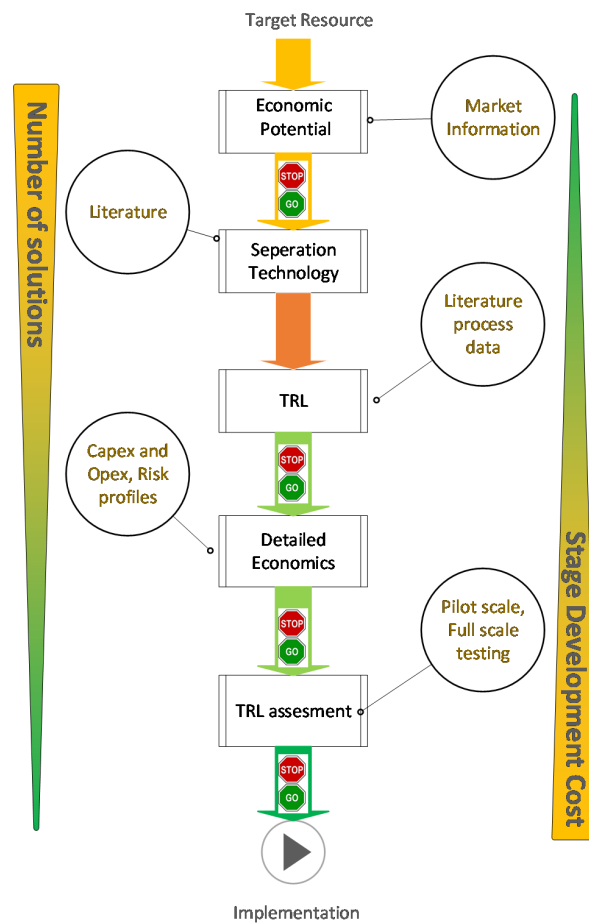 Target Resource
Number of solutions
Economic
Potential
Market
Information
STOP
GO
Literature
Seperation
Technology
Literature
process
data
TRL
Capex and
Opex, Risk
profiles
STOP
GO
Detailed
Economics
Stage Development Cost
STOP
GO
Pilot scale,
Full scale
testing
TRL assesment
STOP
GO
Implementation